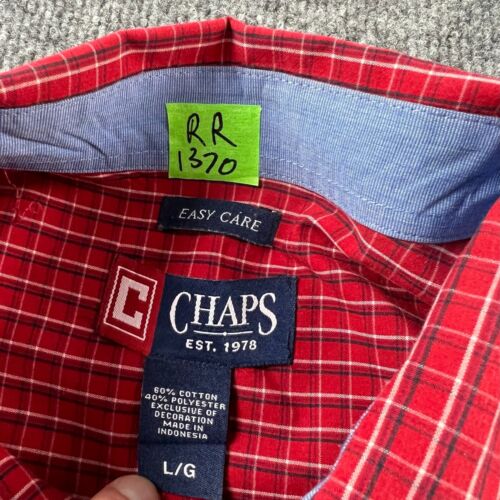 RR
1370
EASY CARE
C
CHAPS
EST. 1978
60% COTTON
40% POLYESTER
EXCLUSIVE OF
DECORATION
MADE IN
INDONESIA
L/G